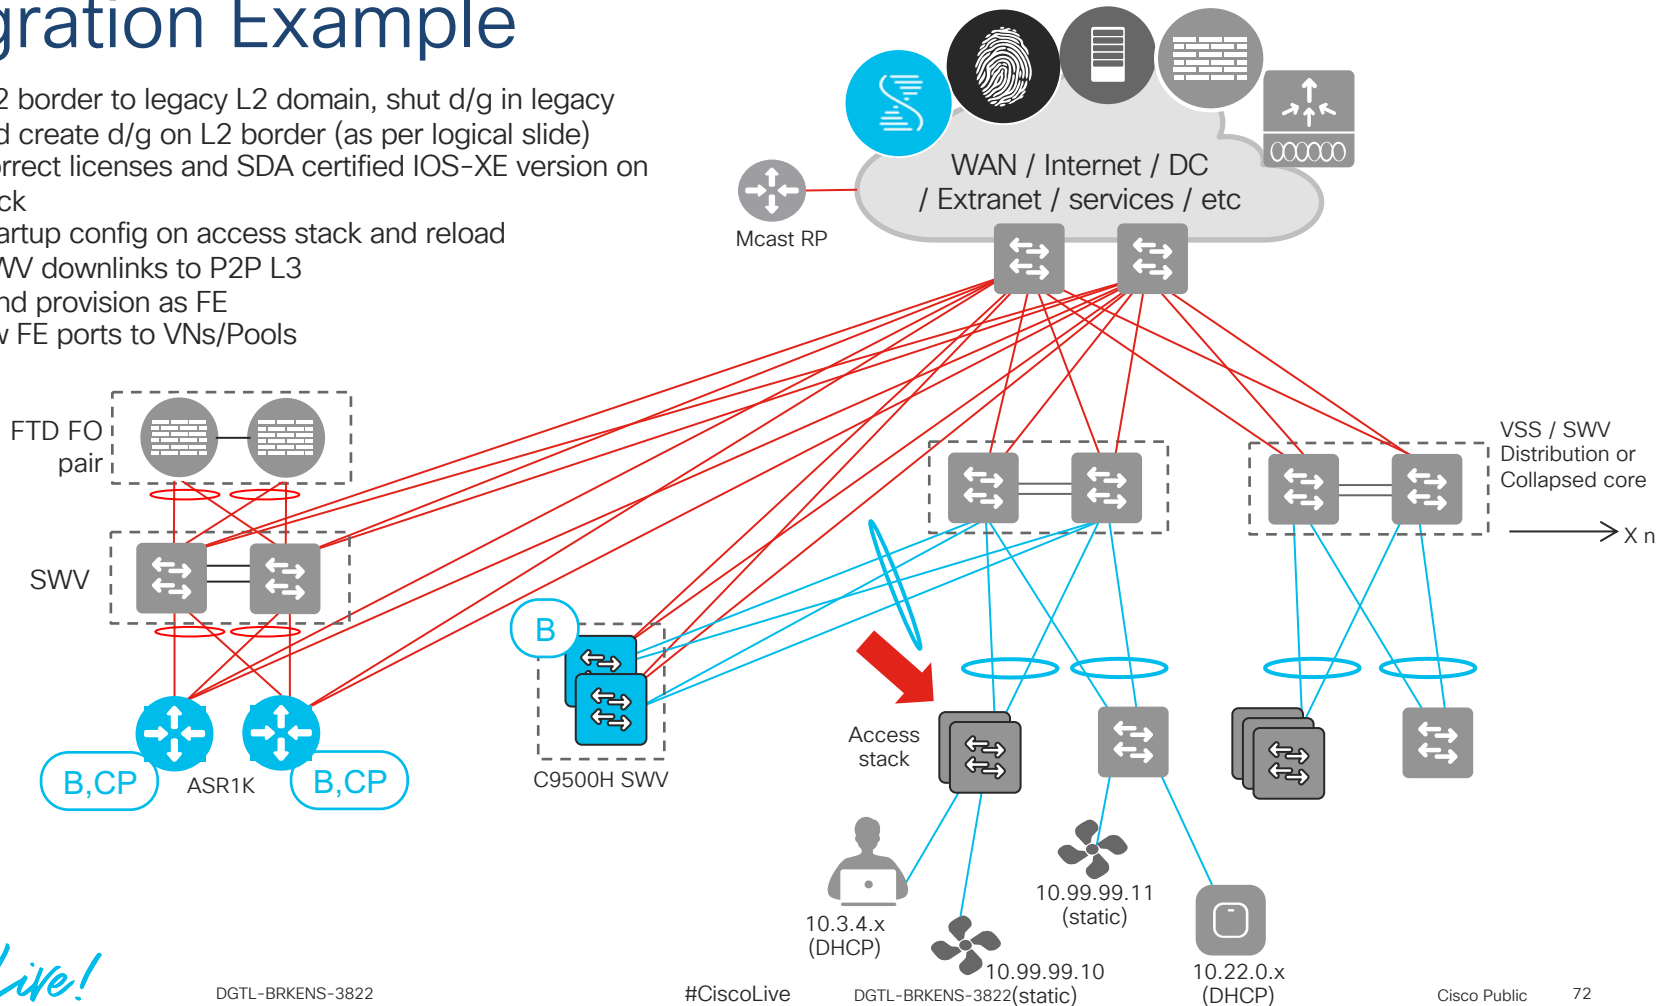 gration Example
2 border to legacy L2 domain, shut d/g in legacy
d create d/g on L2 border (as per logical slide)
orrect licenses and SDA certified IOS-XE version on
ck
artup config on access stack and reload
WV downlinks to P2P L3
nd provision as FE
v FE ports to VNs/Pools
WAN / Internet / DC
/ Extranet / services / etc
Mcast RP
FTD FO
pair
VSS / SWV
Distribution or
Collapsed core
X n
SWV
B
Access
stack
B,CP
ASR1K
B,CP
C9500H SWV
10.3.4.x
(DHCP)
10.99.99.10
(static)
10.99.99.11
(static)
10.22.0.x
(DHCP)
Live!
DGTL-BRKENS-3822
#CiscoLive
DGTL-BRKENS-3822
Cisco Public
72